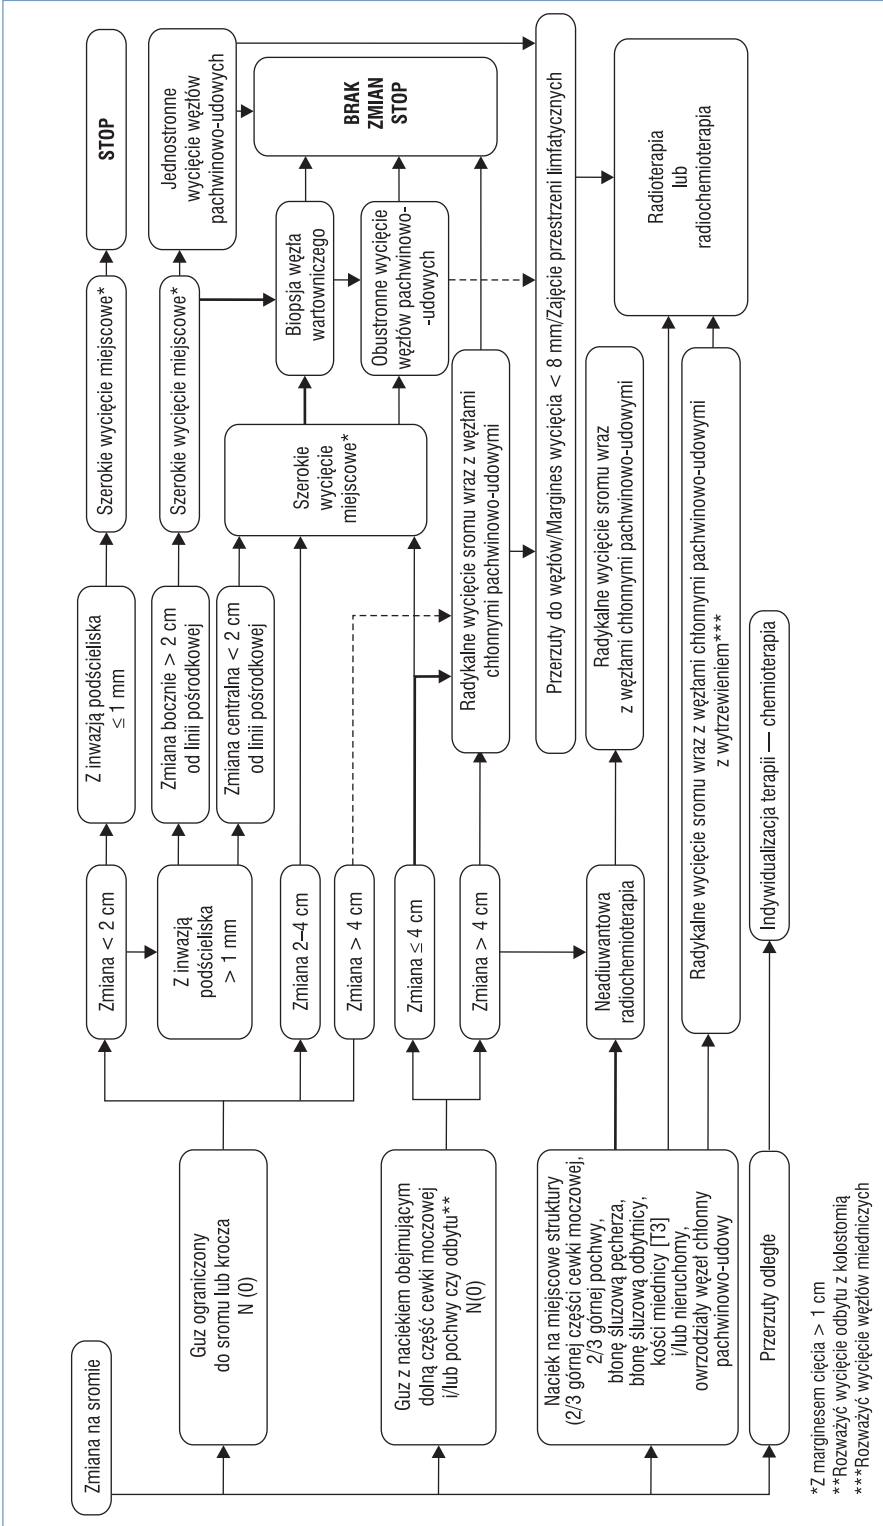 Zmiana na sromie
Guz ograniczony
do sromu lub krocza
N (0)
Guz z naciekiem obejmującym
dolną część cewki moczowej
i/lub pochwy czy odbytu**
N(0)
Naciek na miejscowe struktury
(2/3 górnej części cewki moczowej,
2/3 górnej pochwy,
błonę śluzową pęcherza,
błonę śluzową odbytnicy,
kości miednicy [T3]
i/lub nieruchomy,
owrzodziały węzeł chłonny
pachwinowo-udowy
Przerzuty odległe
Zmiana < 2 cm
Z inwazją
podścieliska
> 1 mm
Zmiana 2–4 cm
Zmiana > 4 cm
Zmiana ≤ 4 cm
Zmiana > 4 cm
Neadiuwantowa
radiochemioterapia
Z inwazją podścieliska
≤ 1 mm
Zmiana bocznie > 2 cm
od linii pośrodkowej
Zmiana centralna < 2 cm
od linii pośrodkowej
Szerokie wycięcie miejscowe*
Szerokie wycięcie miejscowe*
Szerokie
wycięcie
miejscowe*
Radykalne wycięcie sromu wraz z węzłami
chłonnymi pachwinowo-udowymi
Przerzuty do węzłów/Margines wycięcia < 8 mm/Zajęcie przestrzeni limfatycznych
Radykalne wycięcie sromu wraz
z węzłami chłonnymi pachwinowo-udowymi
Radykalne wycięcie sromu wraz z węzłami chłonnymi pachwinowo-udowymi
z wytrzewieniem***
Indywidualizacja terapii — chemioterapia
STOP
Jednostronne
wycięcie węzłów
pachwinowo-udowych
Biopsja węzła
wartowniczego
Obustronne wycięcie
węzłów pachwinowo-
-udowych
BRAK
ZMIAN
STOP
Radioterapia
lub
radiochemioterapia
*Z marginesem cięcia > 1 cm
**Rozważyć wycięcie odbytu z kolostomią
***Rozważyć wycięcie węzłów miedniczych